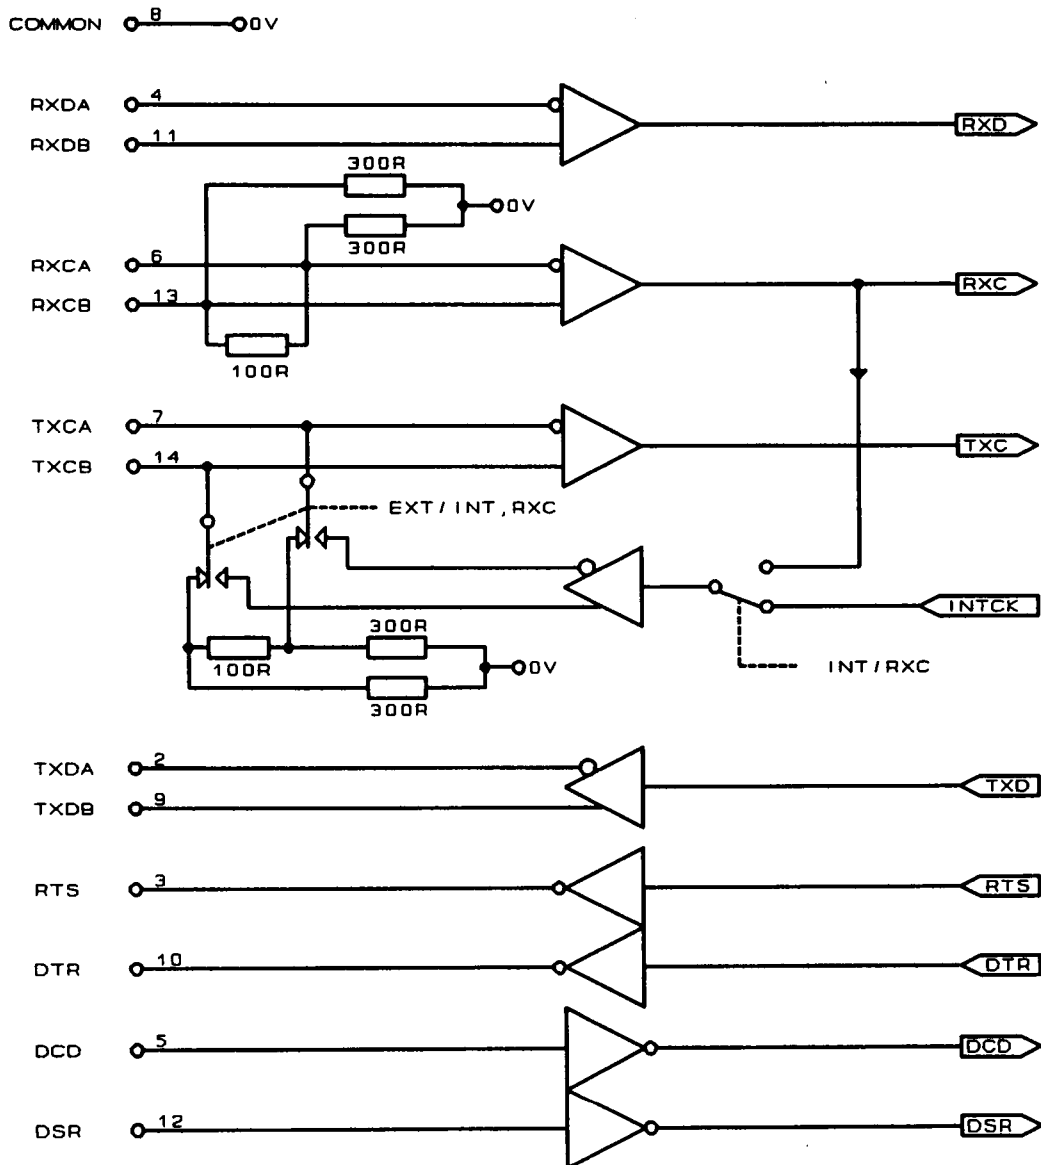 COMMON 8 0V
RXDA 4
RXD
RXDB 11
300R
0V
300R
RXCA 6
RXC
RXCB 13
100R
TXCA 7
TXC
TXCB 14
EXT/INT,RXC
INTCK
300R
100R 0V
INT/RXC
300R
TXDA 2
TXD
TXDB 9
RTS 3 RTS
DTR 10 DTR
DCD 5 DCD
DSR 12 DSR